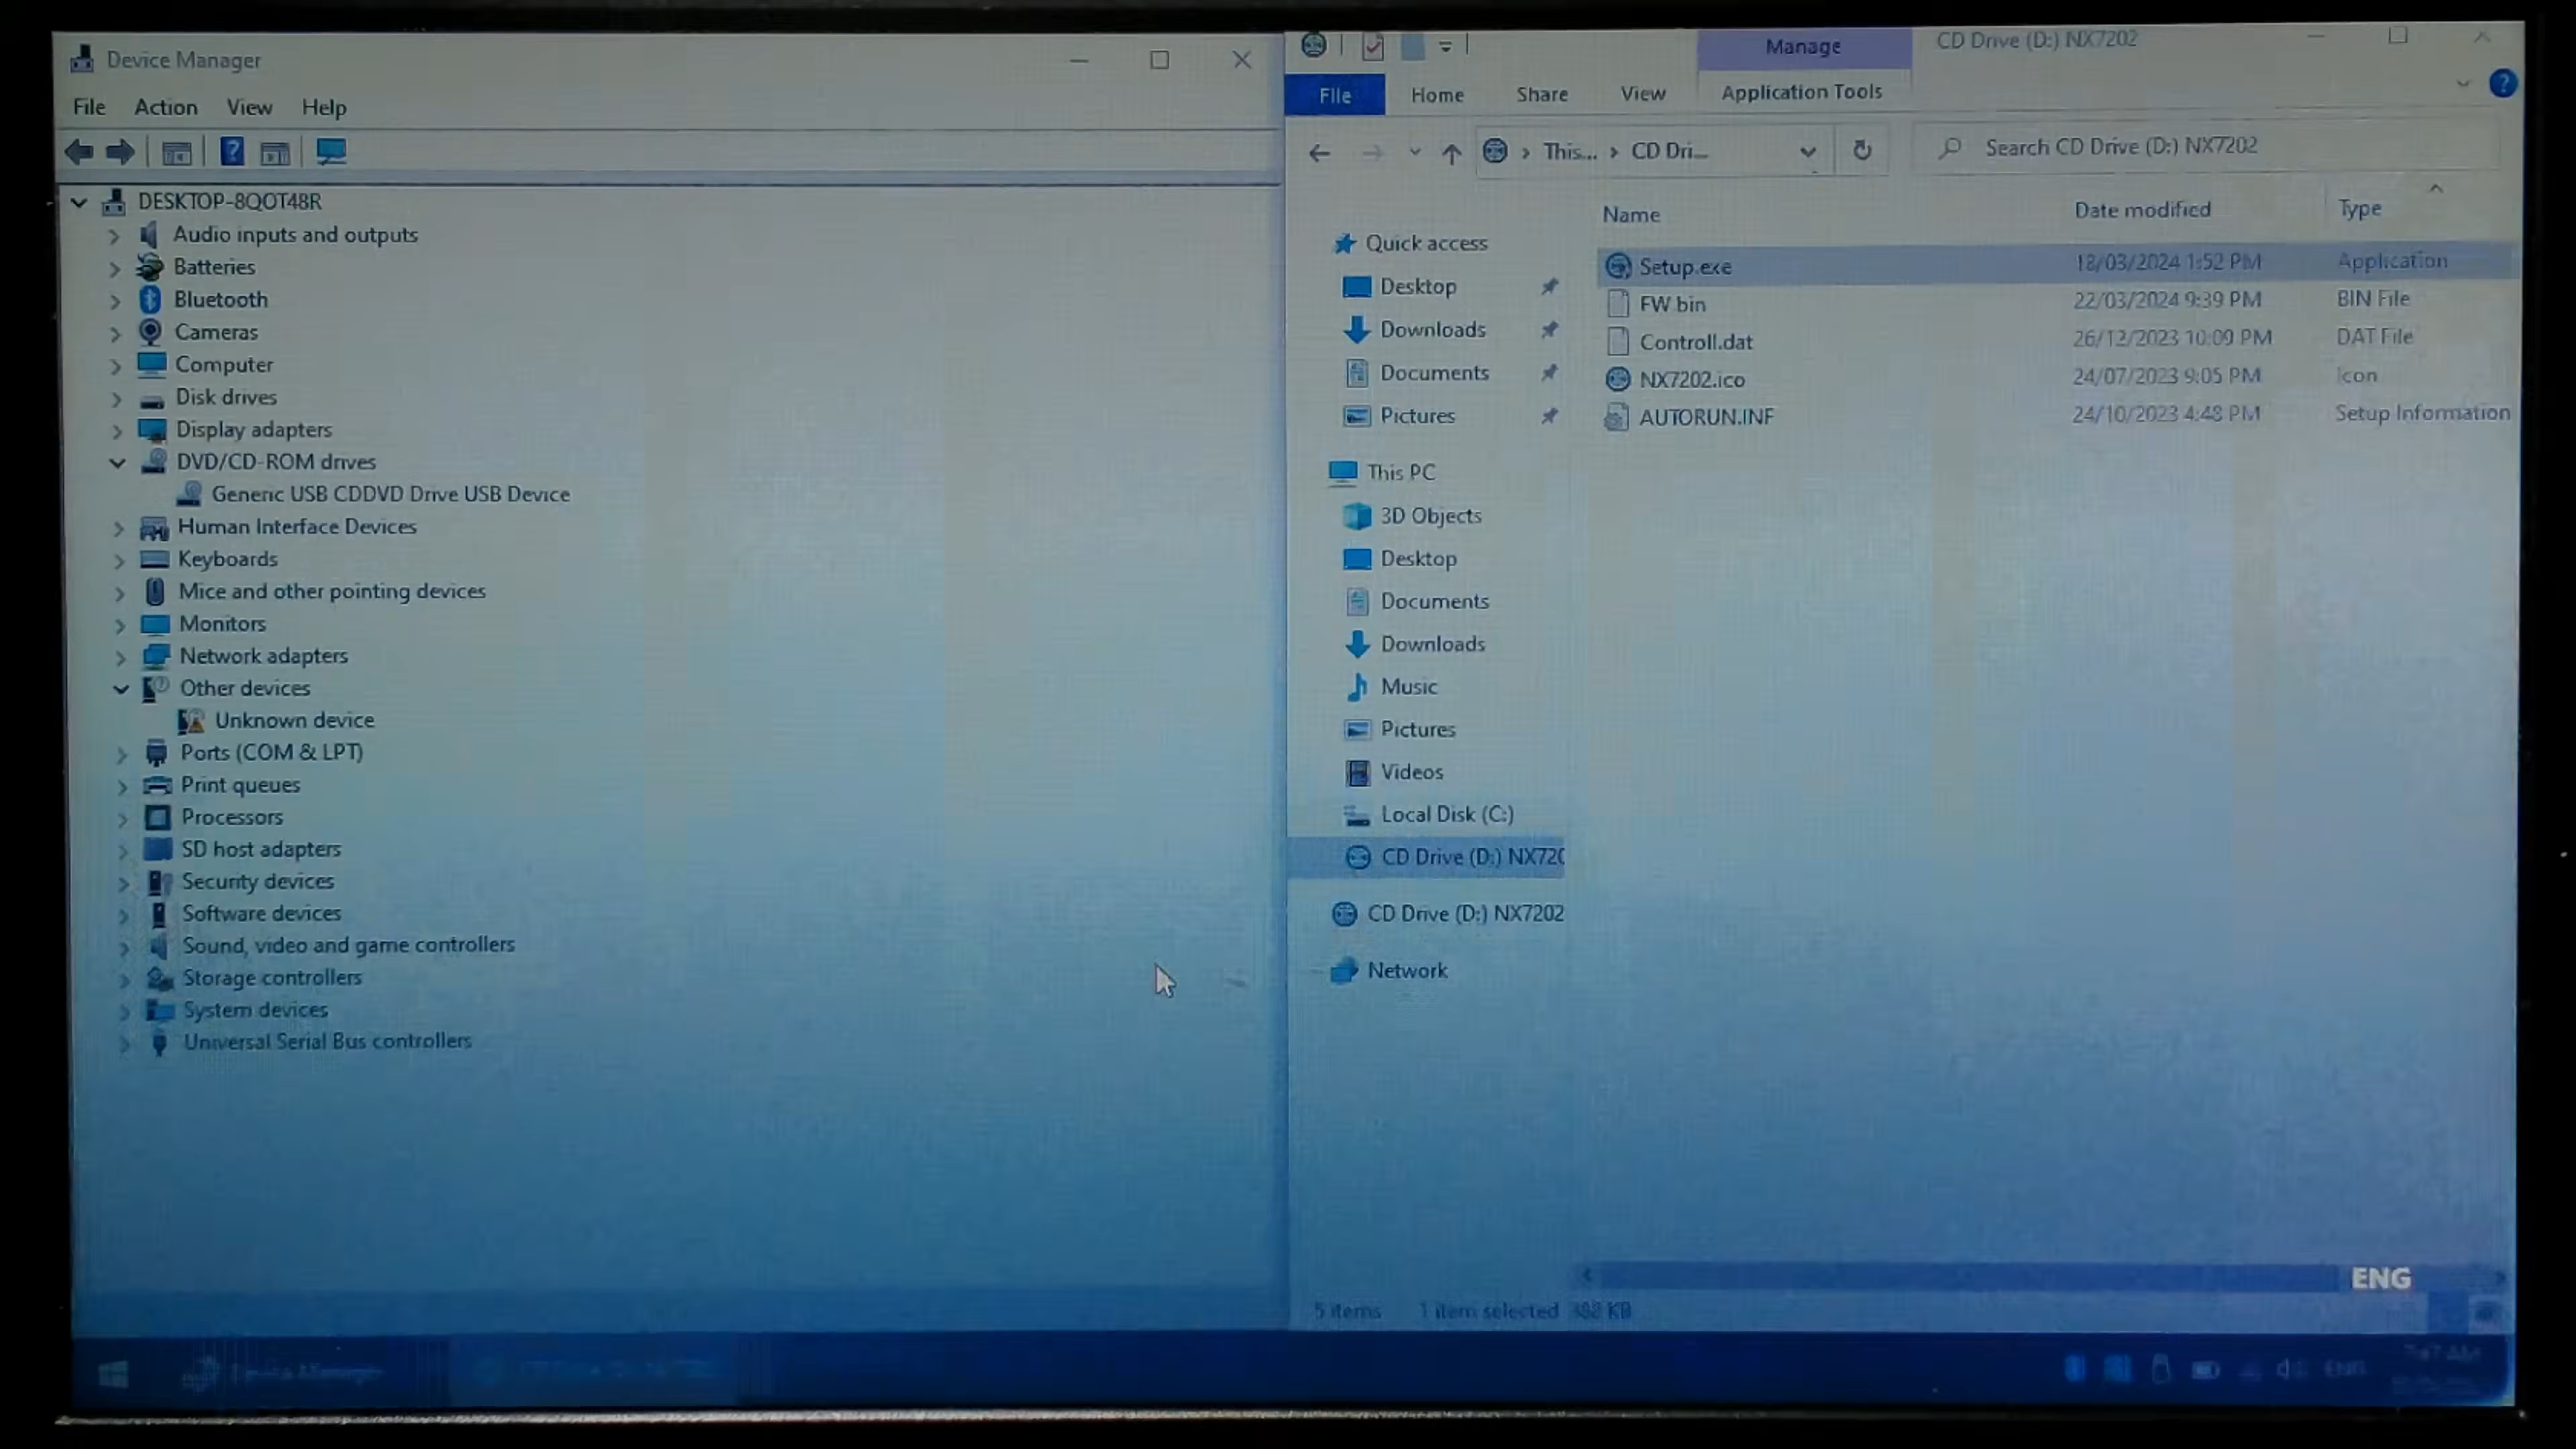 Device Manager
File Action View Help
DESKTOP-8QOT48R
Audio inputs and outputs
Batteries
Bluetooth
Cameras
Computer
Disk drives
Display adapters
DVD/CD-ROM drives
Generic USB CDDVD Drive USB Device
Human Interface Devices
Keyboards
Mice and other pointing devices
Monitors
Network adapters
Other devices
Unknown device
Ports (COM & LPT)
Print queues
Processors
SD host adapters
Security devices
Software devices
Sound, video and game controllers
Storage controllers
System devices
Universal Serial Bus controllers
Manage CD Drive (D:) NX7202
File Home Share View Application Tools
This... CD Dri... Search CD Drive (D:) NX7202
Name Date modified Type
Setup.exe 18/03/2024 1:52 PM Application
FW bin 22/03/2024 9:39 PM BIN File
Controll.dat 26/12/2023 10:09 PM DAT File
NX7202.ico 24/07/2023 9:05 PM Icon
AUTORUN.INF 24/10/2023 4:48 PM Setup Information
Quick access
Desktop
Downloads
Documents
Pictures
This PC
3D Objects
Desktop
Documents
Downloads
Music
Pictures
Videos
Local Disk (C:)
CD Drive (D:) NX720
CD Drive (D:) NX7202
Network
ENG
5 items 1 item selected KB
Device Manager
ENG